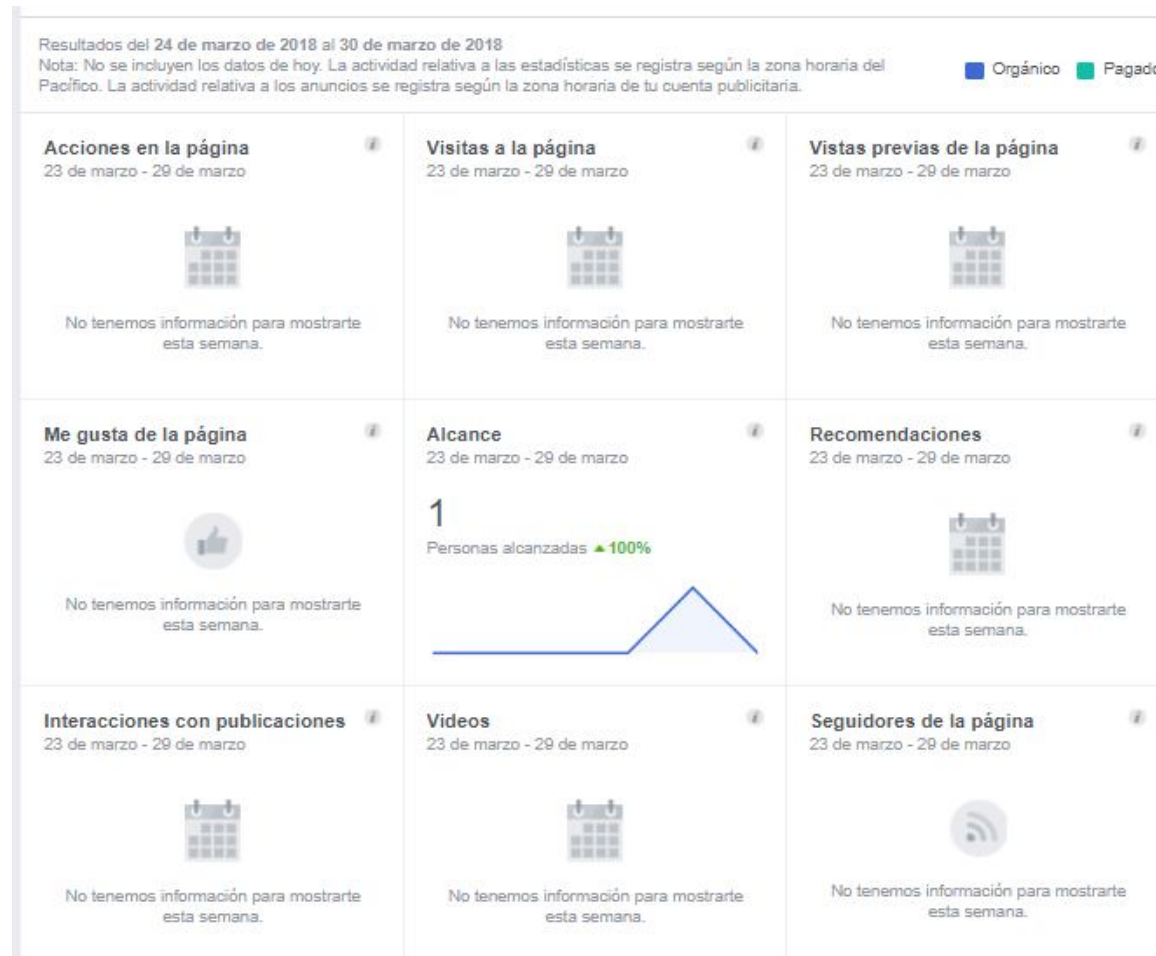 Resultados del 24 de marzo de 2018 al 30 de marzo de 2018
Nota: No se incluyen los datos de hoy. La actividad relativa a las estadísticas se registra según la zona horaria del
Pacífico. La actividad relativa a los anuncios se registra según la zona horaria de tu cuenta publicitaria.
Orgánico Pagado
Acciones en la página
23 de marzo - 29 de marzo
No tenemos información para mostrarte
esta semana.
Visitas a la página
23 de marzo - 29 de marzo
No tenemos información para mostrarte
esta semana.
Vistas previas de la página
23 de marzo - 29 de marzo
No tenemos información para mostrarte
esta semana.
Me gusta de la página
23 de marzo - 29 de marzo
No tenemos información para mostrarte
esta semana.
Alcance
23 de marzo - 29 de marzo
1
Personas alcanzadas ▲100%
Recomendaciones
23 de marzo - 29 de marzo
No tenemos información para mostrarte
esta semana.
Interacciones con publicaciones
23 de marzo - 29 de marzo
No tenemos información para mostrarte
esta semana.
Videos
23 de marzo - 29 de marzo
No tenemos información para mostrarte
esta semana.
Seguidores de la página
23 de marzo - 29 de marzo
No tenemos información para mostrarte
esta semana.